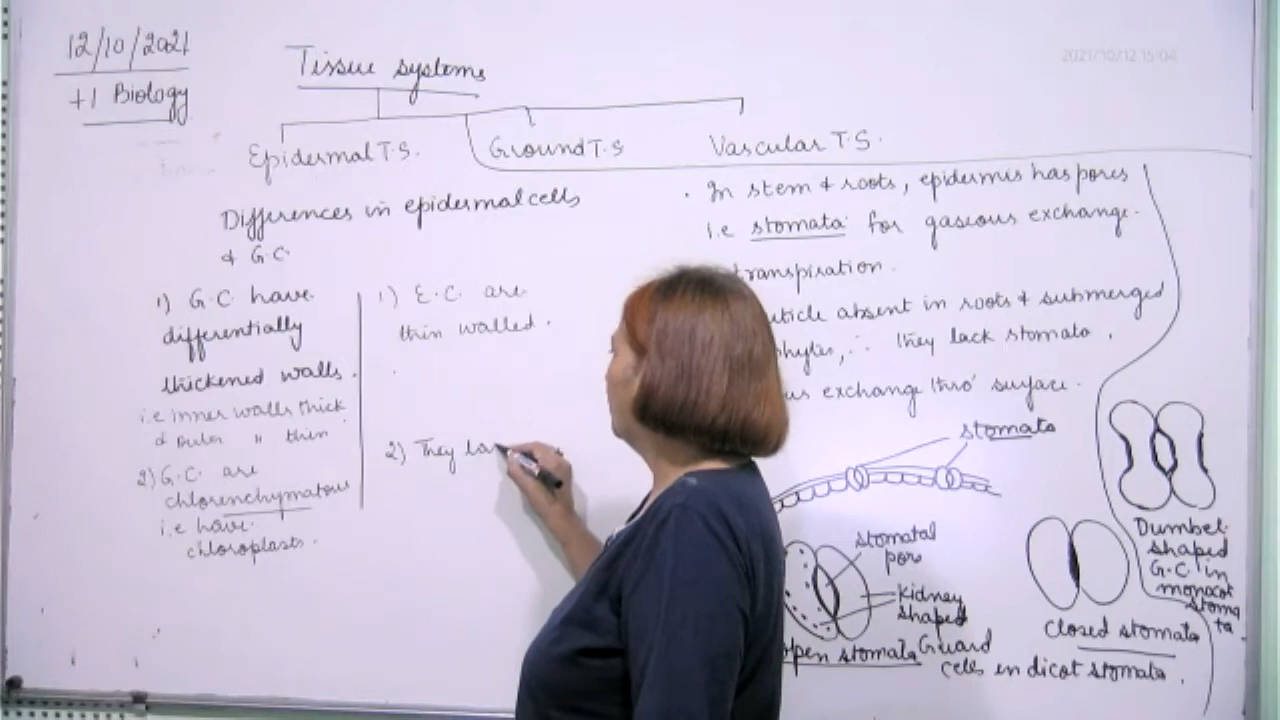 12/10/2021
+1 Biology
Tissue systems
2021/10/12 15:04
Epidermal T.S.
Ground T.S
Vascular T.S.
Differences in epidermal cells
& G.C.
1) G.C have
differentially
thickened walls.
i.e inner walls thick
& outer " thin
2) G.C. are
chlorenchymatous
i.e have
chloroplasts.
1) E.C. are
thin walled.
2) They la
. In stem & roots, epidermis has pores
i.e stomata for gaseous exchange.
transpiration.
absent in roots & submerged
∴ they lack stomata.
exchange thro' surface.
stomata
stomatal
pore
Kidney
shaped
Guard
cells in dicot stomata.
open stomata
closed stomata
Dumbel
shaped
G.C in
monocot
stoma
ta.